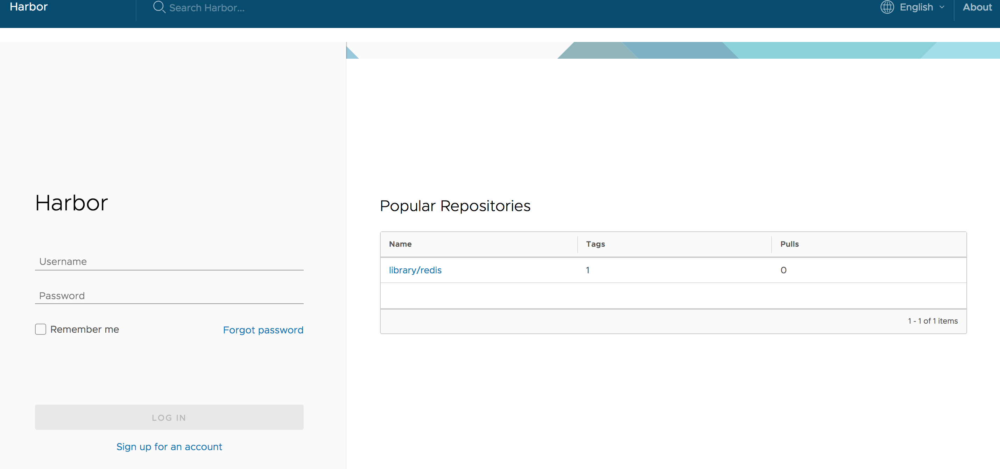 Harbor
Search Harbor...
English
About
Harbor
Username
Password
Remember me
Forgot password
LOG IN
Sign up for an account
Popular Repositories
Name Tags Pulls
library/redis 1 0
1 - 1 of 1 items